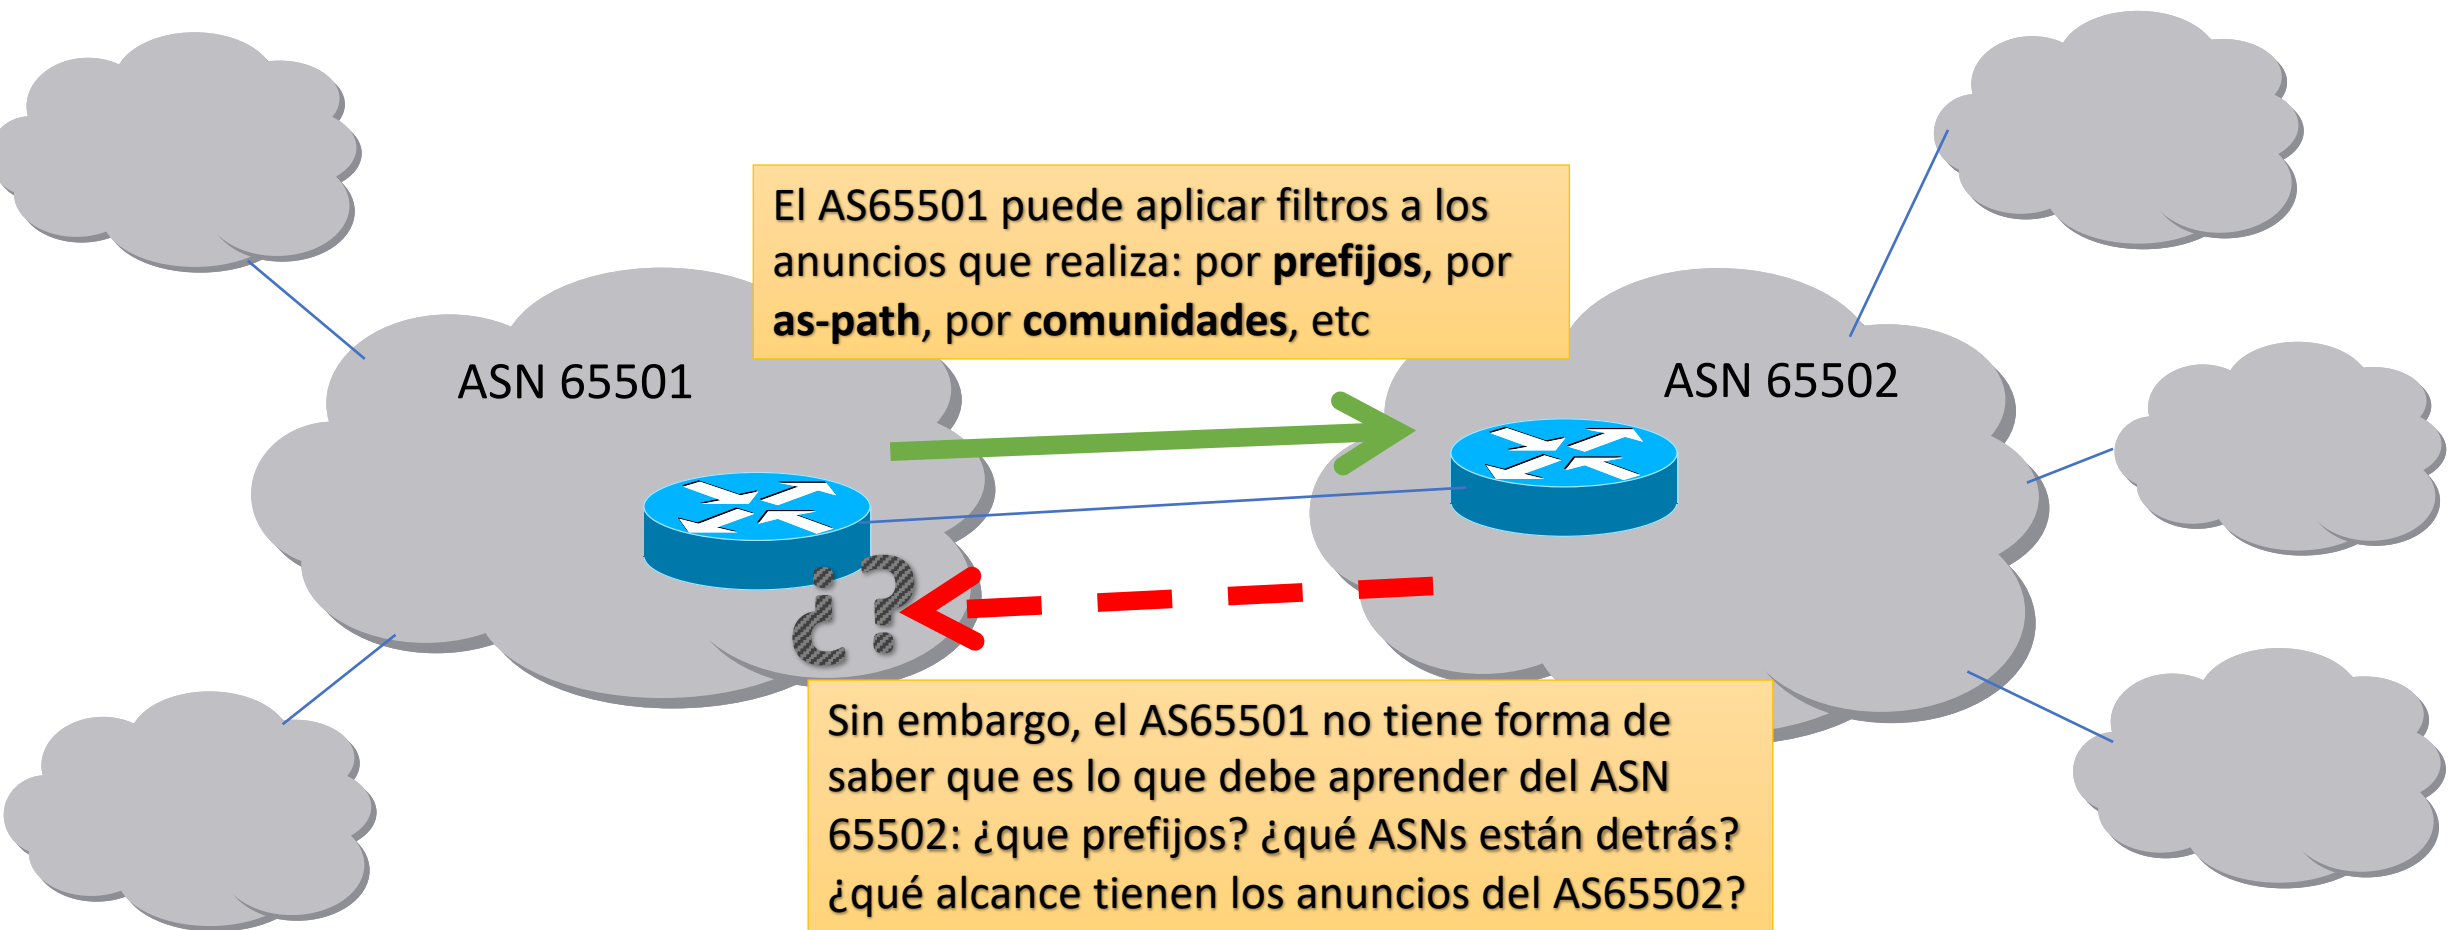 El AS65501 puede aplicar filtros a los
anuncios que realiza: por prefijos, por
as-path, por comunidades, etc
ASN 65501
ASN 65502
¿?
Sin embargo, el AS65501 no tiene forma de
saber que es lo que debe aprender del ASN
65502: ¿que prefijos? ¿qué ASNs están detrás?
¿qué alcance tienen los anuncios del AS65502?